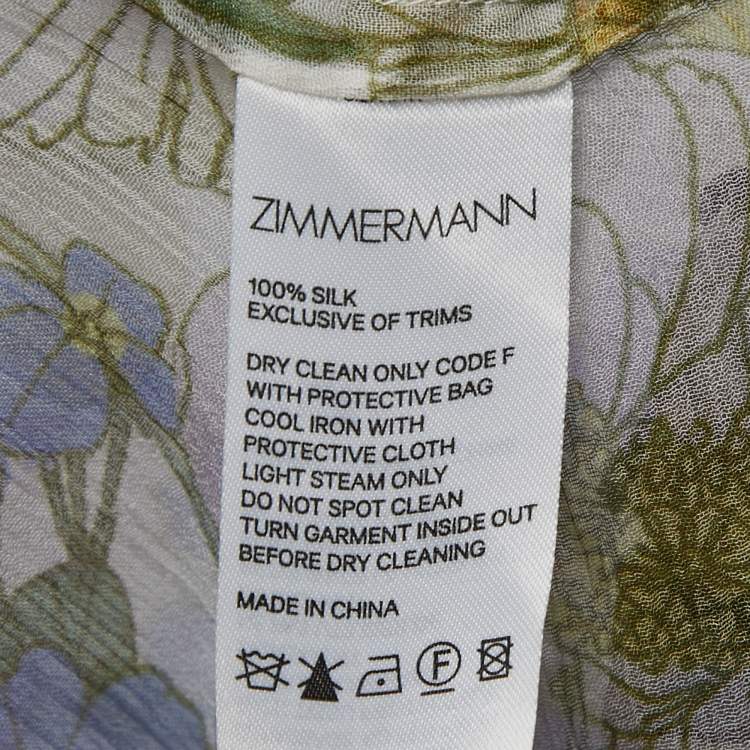 ZIMMERMANN
100% SILK
EXCLUSIVE OF TRIMS
DRY CLEAN ONLY CODE F
WITH PROTECTIVE BAG
COOL IRON WITH
PROTECTIVE CLOTH
LIGHT STEAM ONLY
DO NOT SPOT CLEAN
TURN GARMENT INSIDE OUT
BEFORE DRY CLEANING
MADE IN CHINA
F